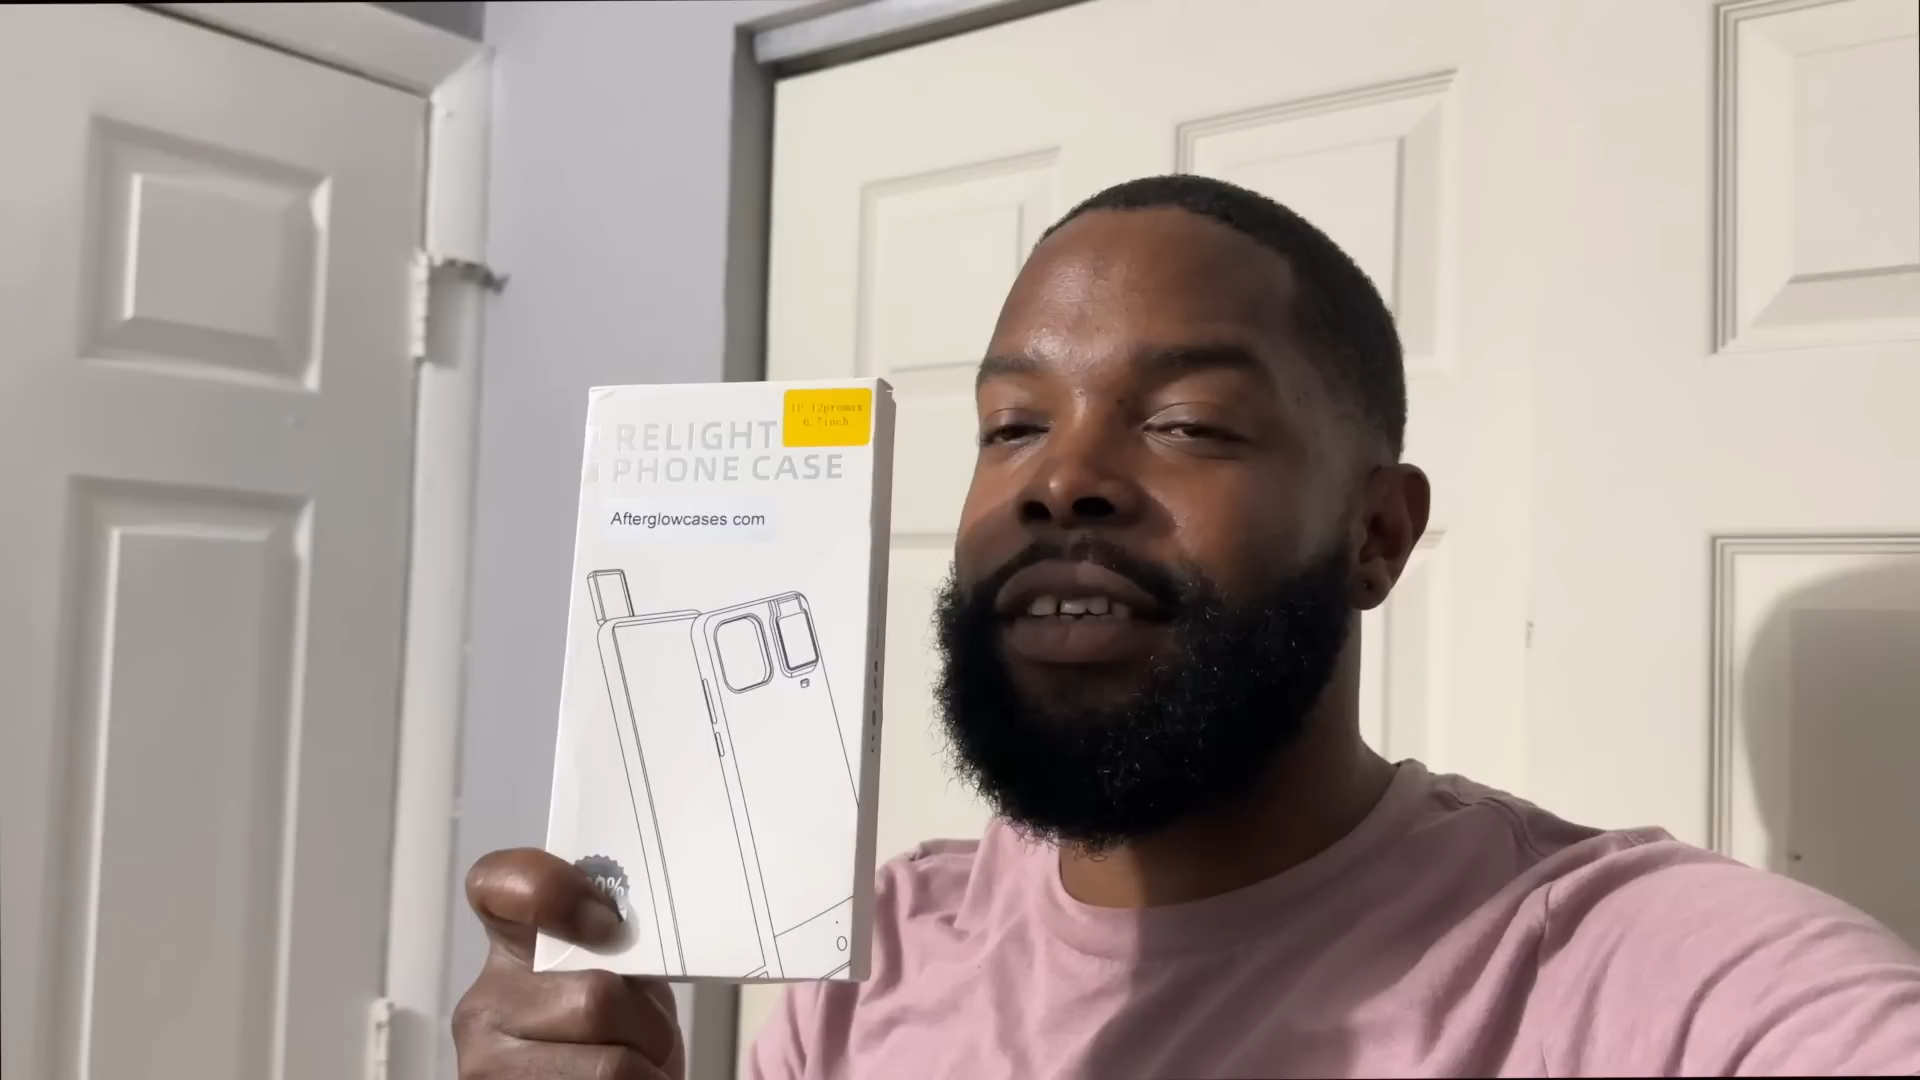 RELIGHT
PHONE CASE
IP 12promax
6.7inch
Afterglowcases com